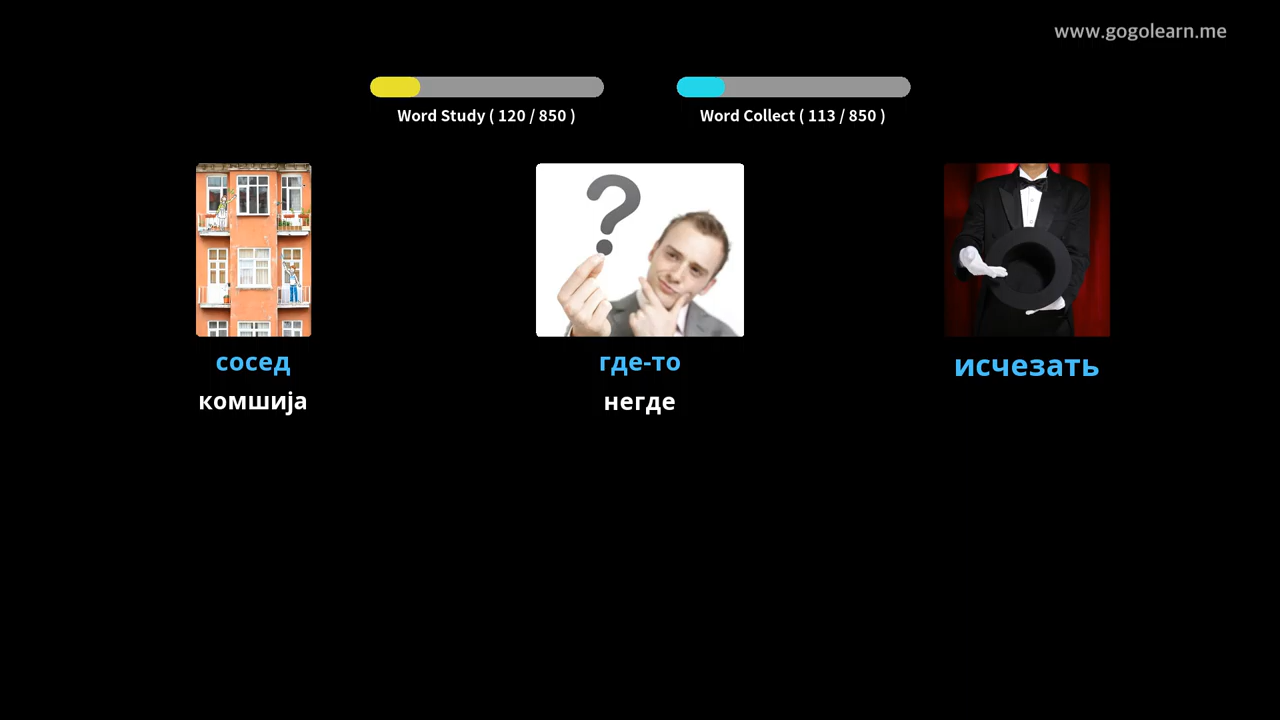 www.gogolearn.me
Word Study ( 120 / 850 )
Word Collect ( 113 / 850 )
сосед
где-то
исчезать
комшија
негде